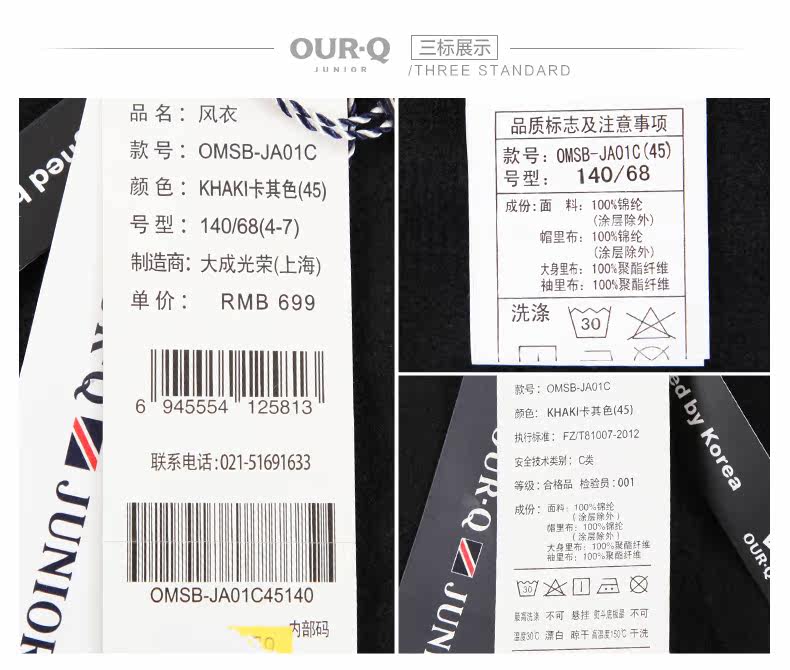 OUR·Q
JUNIOR
三标展示
/THREE STANDARD
品 名： 风衣
款 号： OMSB-JA01C
颜 色： KHAKI卡其色(45)
号 型： 140/68(4-7)
制造商: 大成光荣(上海)
单 价： RMB 699
6 945554 125813
联系电话:021-51691633
OMSB-JA01C45140
内部码
JUNIOR
品质标志及注意事项
款号: OMSB-JA01C(45)
号型: 140/68
成份: 面 料: 100%锦纶
(涂层除外)
帽里布: 100%锦纶
(涂层除外)
大身里布: 100%聚酯纤维
袖里布: 100%聚酯纤维
洗涤 30
款号: OMSB-JA01C
颜色: KHAKI卡其色(45)
执行标准: FZ/T81007-2012
安全技术类别: C类
等级: 合格品 检验员:001
成份: 面料: 100%锦纶
(涂层除外)
帽里布: 100%锦纶
(涂层除外)
大身里布: 100%聚酯纤维
袖里布: 100%聚酯纤维
30
最高洗涤 不可 悬挂 熨斗底板最 不可
温度30℃ 漂白 晾干 高温度150℃ 干洗
OUR·Q JUNI
by Korea
OUR·Q